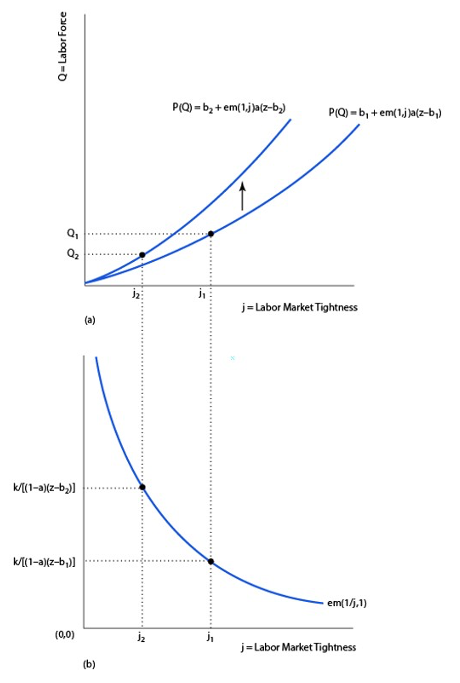 Q = Labor Force
P(Q) = b₂ + em(1,j)a(z–b₂)
P(Q) = b₁ + em(1,j)a(z–b₁)
Q₁
Q₂
j₂
j₁
j = Labor Market Tightness
(a)
k/[(1–a)(z–b₂)]
k/[(1–a)(z–b₁)]
em(1/j,1)
(0,0)
j₂
j₁
j = Labor Market Tightness
(b)